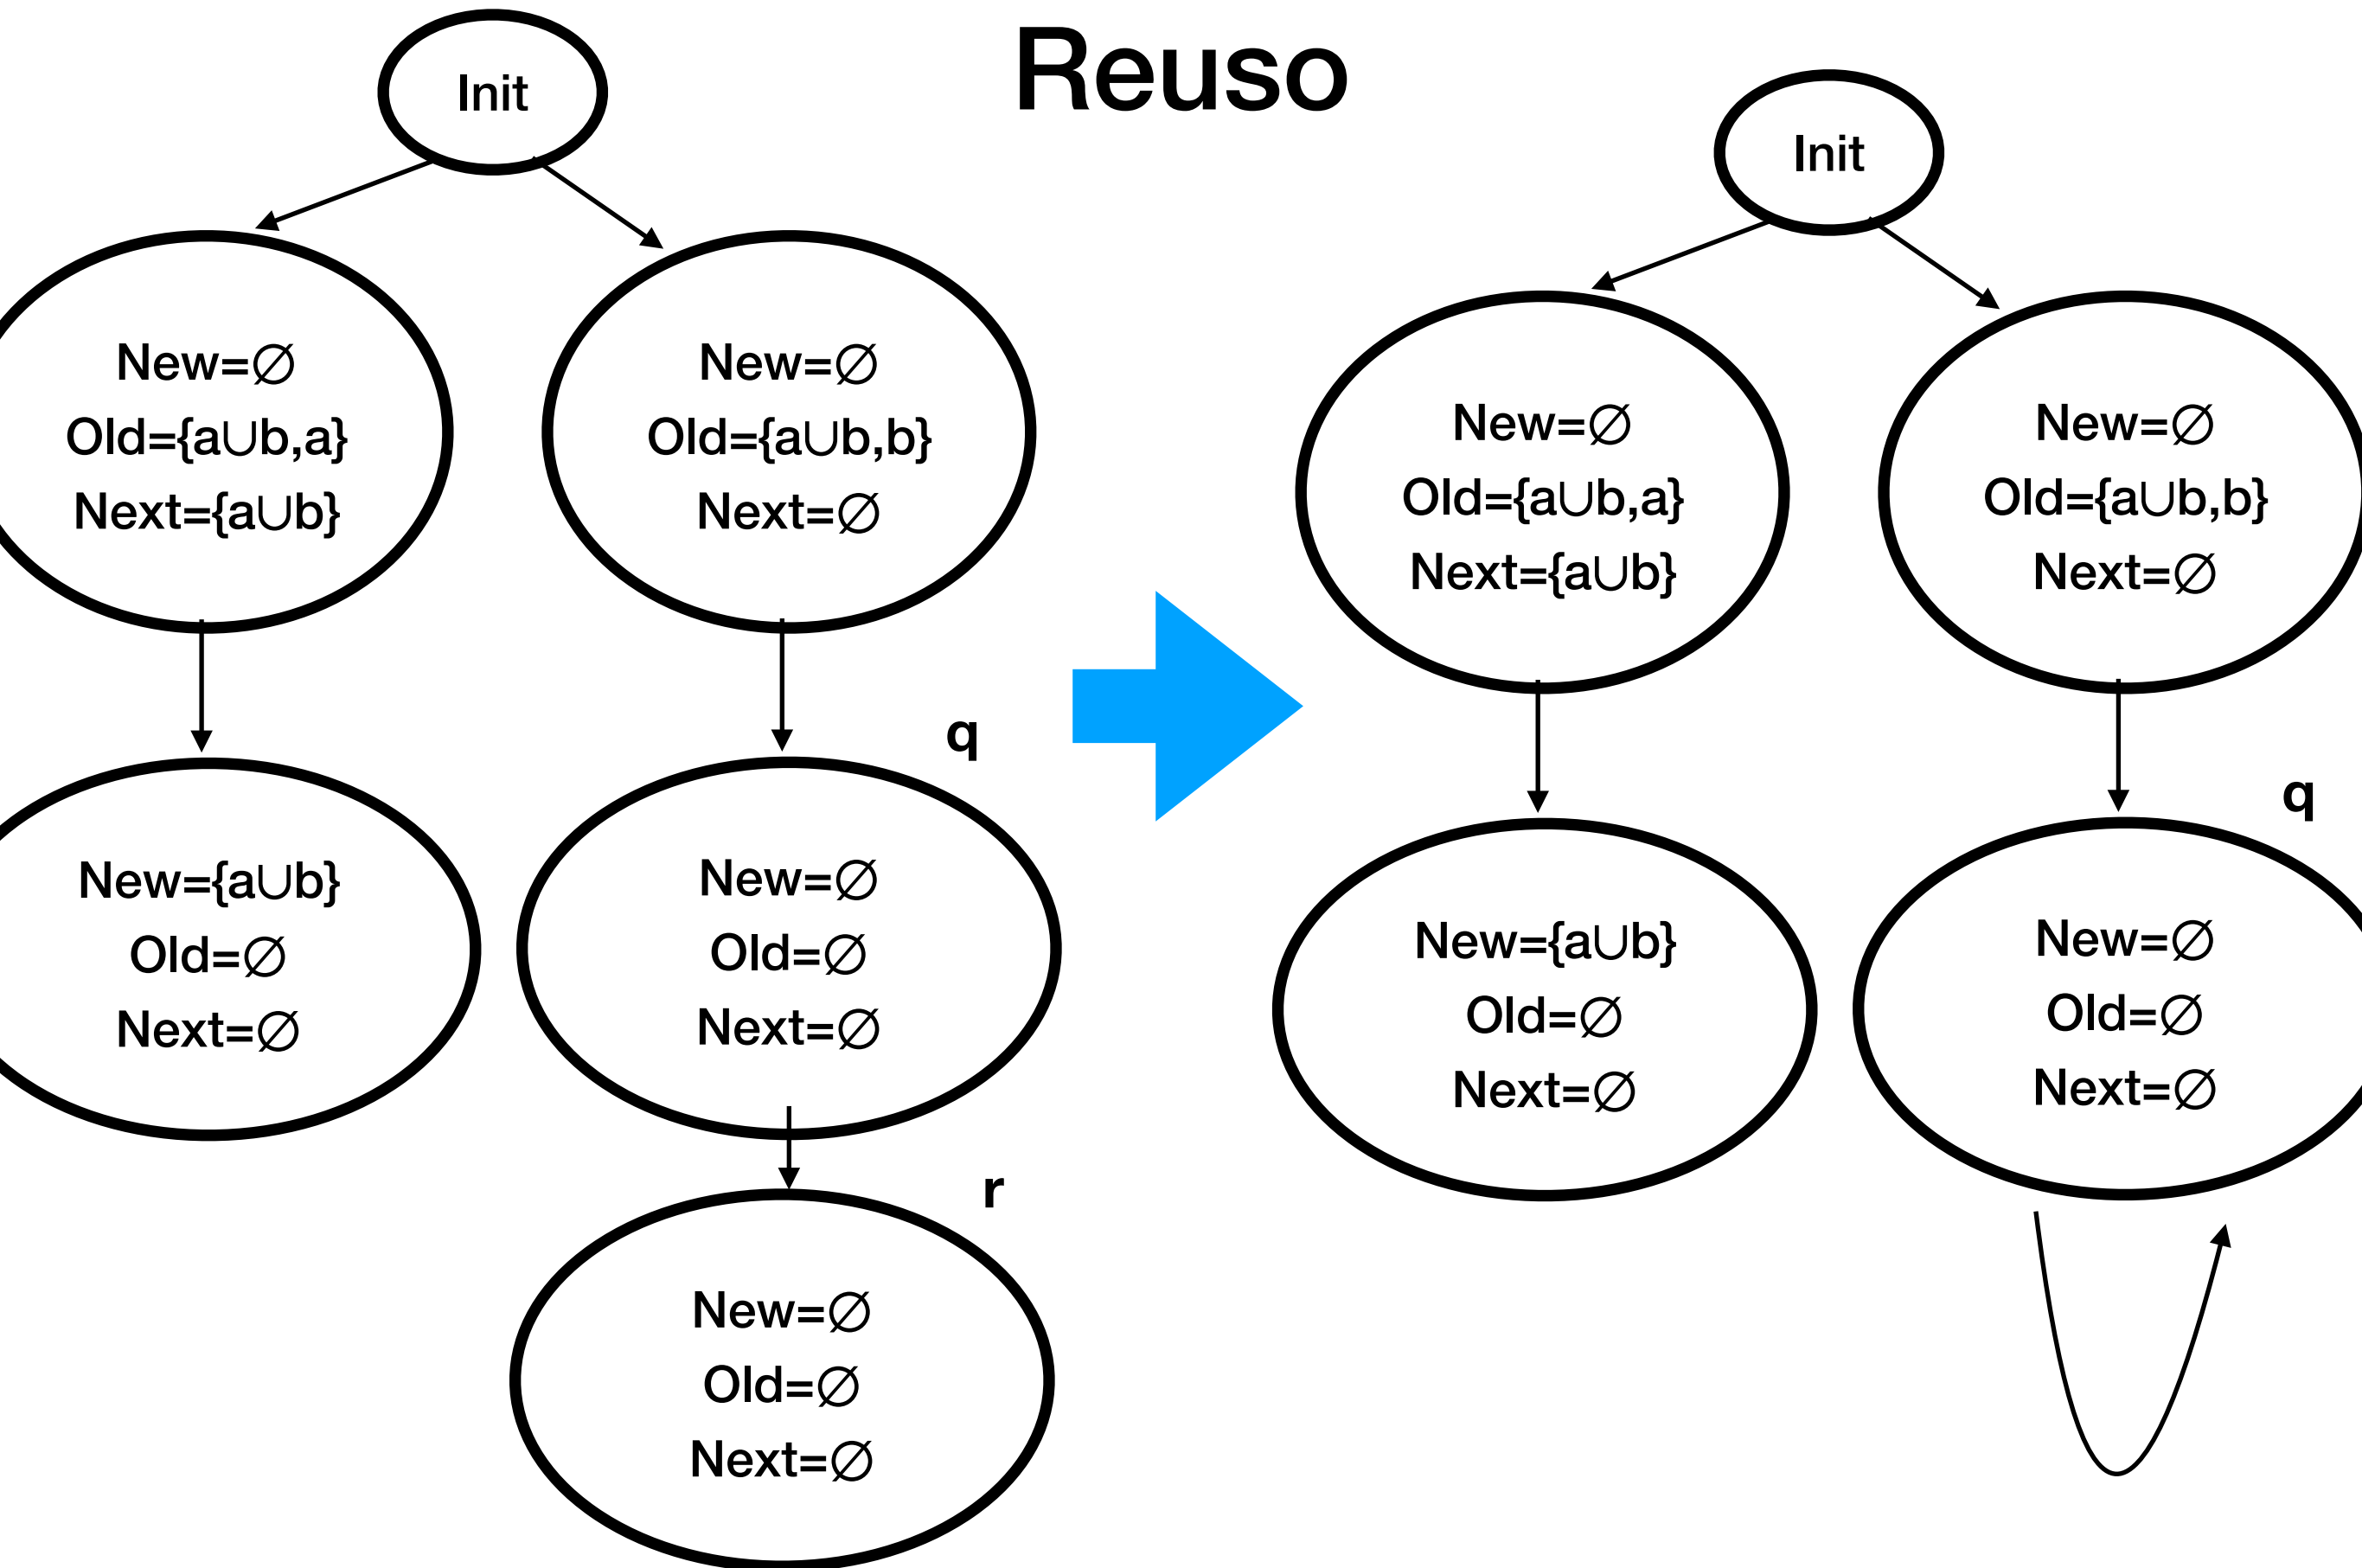 Reuso
Init
New=∅
Old={a∪b,a}
Next={a∪b}
New=∅
Old={a∪b,b}
Next=∅
New={a∪b}
Old=∅
Next=∅
q
New=∅
Old=∅
Next=∅
r
New=∅
Old=∅
Next=∅
Init
New=∅
Old={a∪b,a}
Next={a∪b}
New=∅
Old={a∪b,b}
Next=∅
New={a∪b}
Old=∅
Next=∅
q
New=∅
Old=∅
Next=∅